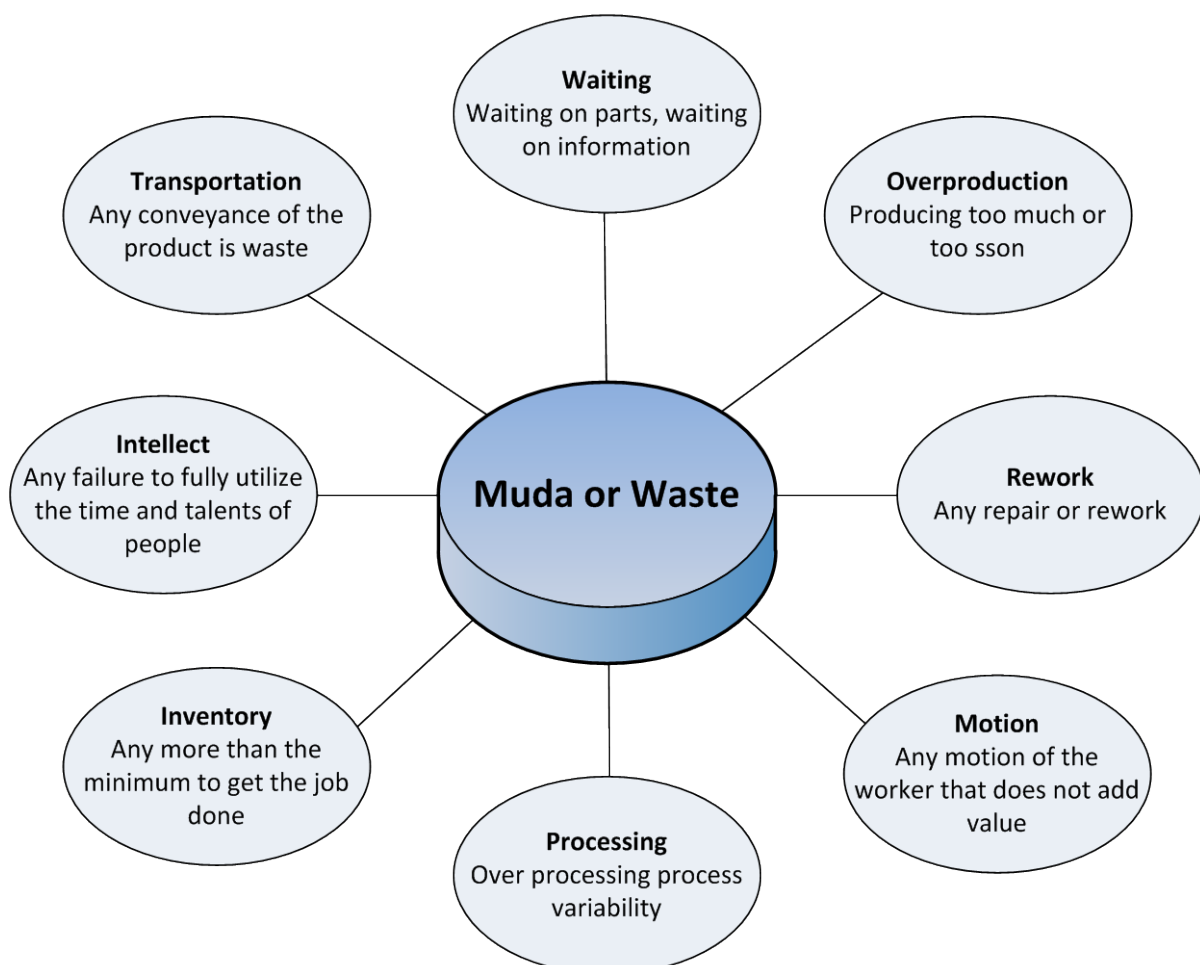 Waiting
Waiting on parts, waiting
on information
Transportation
Any conveyance of the
product is waste
Overproduction
Producing too much or
too sson
Intellect
Any failure to fully utilize
the time and talents of
people
Muda or Waste
Rework
Any repair or rework
Inventory
Any more than the
minimum to get the job
done
Motion
Any motion of the
worker that does not add
value
Processing
Over processing process
variability